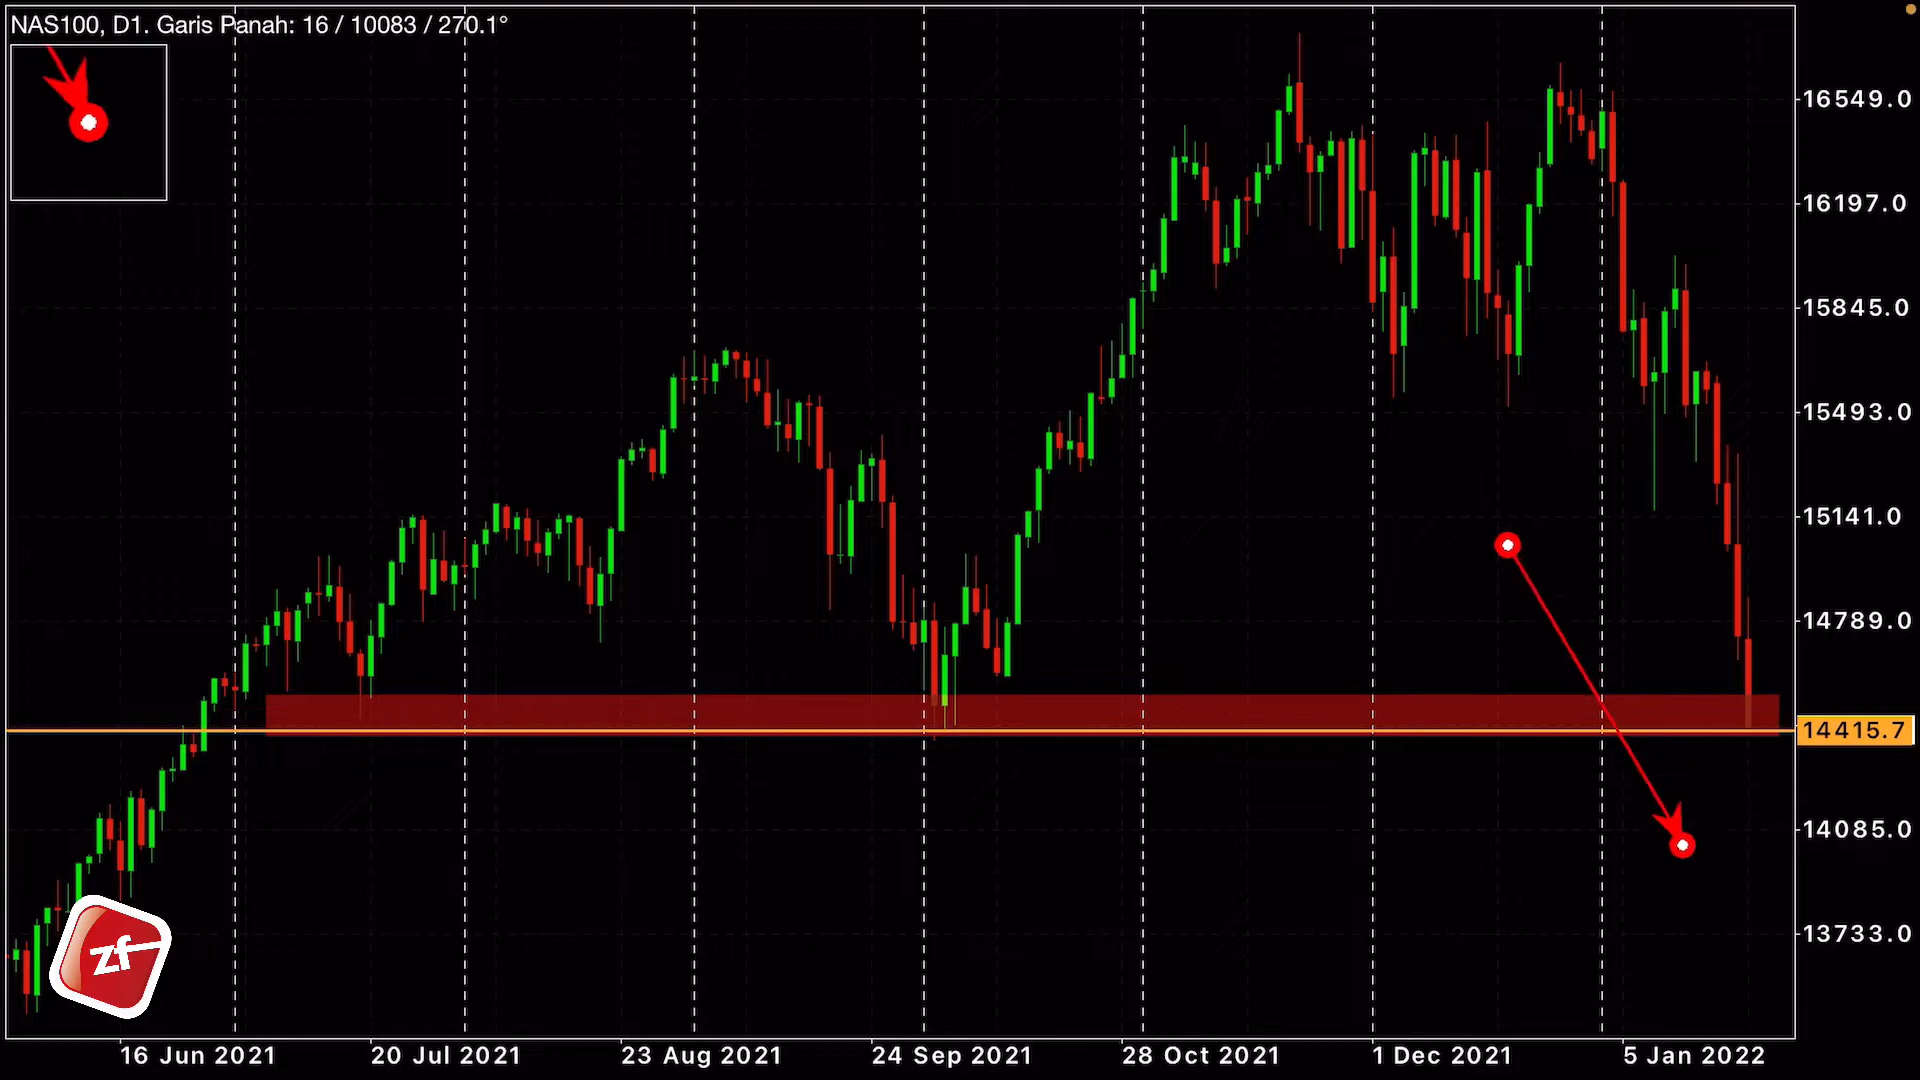 NAS100, D1. Garis Panah: 16 / 10083 / 270.1°
16549.0
16197.0
15845.0
15493.0
15141.0
14789.0
14415.7
14085.0
13733.0
zf
16 Jun 2021
20 Jul 2021
23 Aug 2021
24 Sep 2021
28 Oct 2021
1 Dec 2021
5 Jan 2022